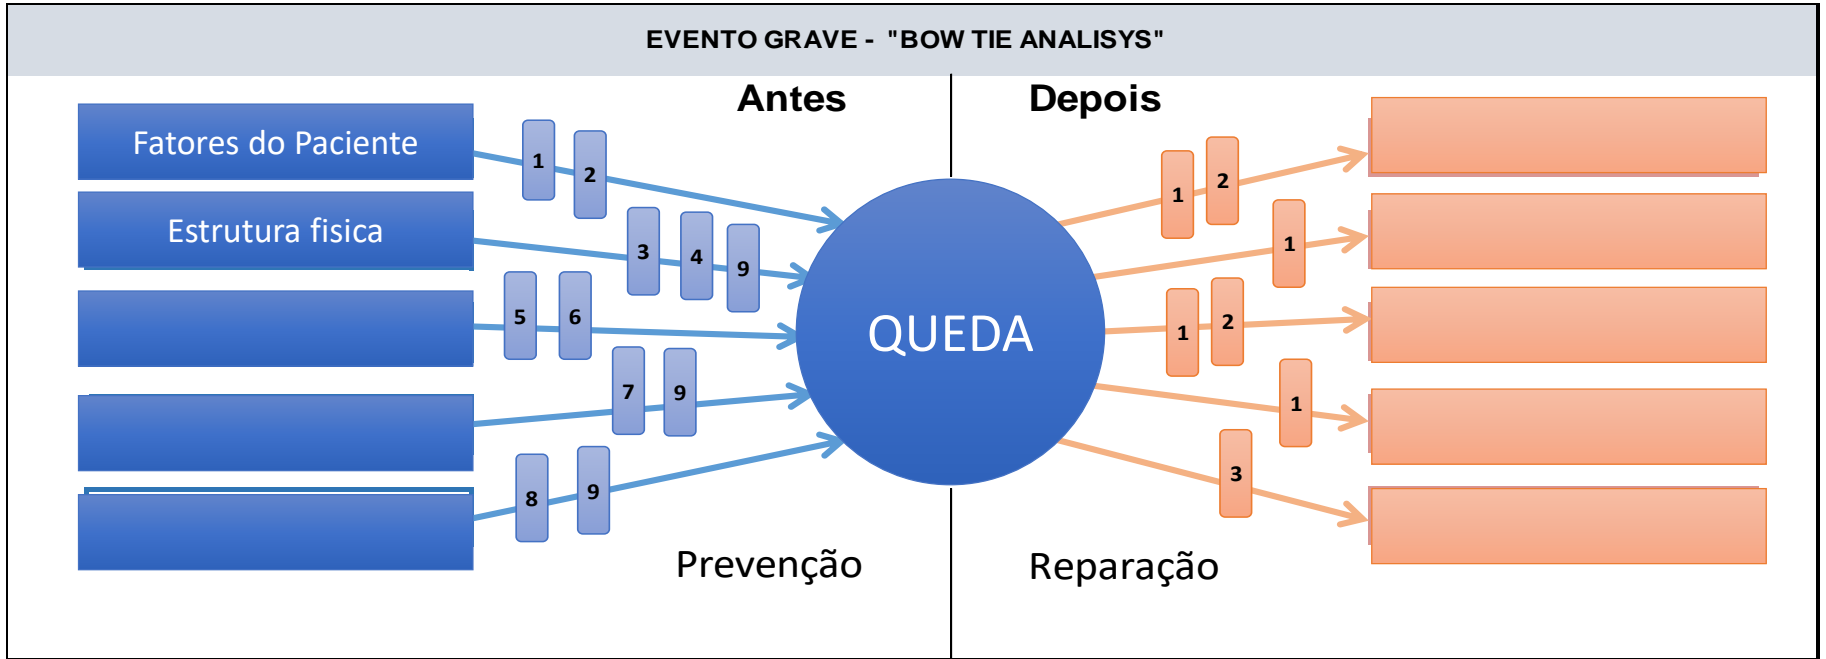 EVENTO GRAVE - "BOW TIE ANALISYS"
Antes
Depois
Fatores do Paciente
1
2
1
2
Estrutura fisica
3
4
9
1
5
6
QUEDA
1
2
7
9
1
8
9
3
Prevenção
Reparação